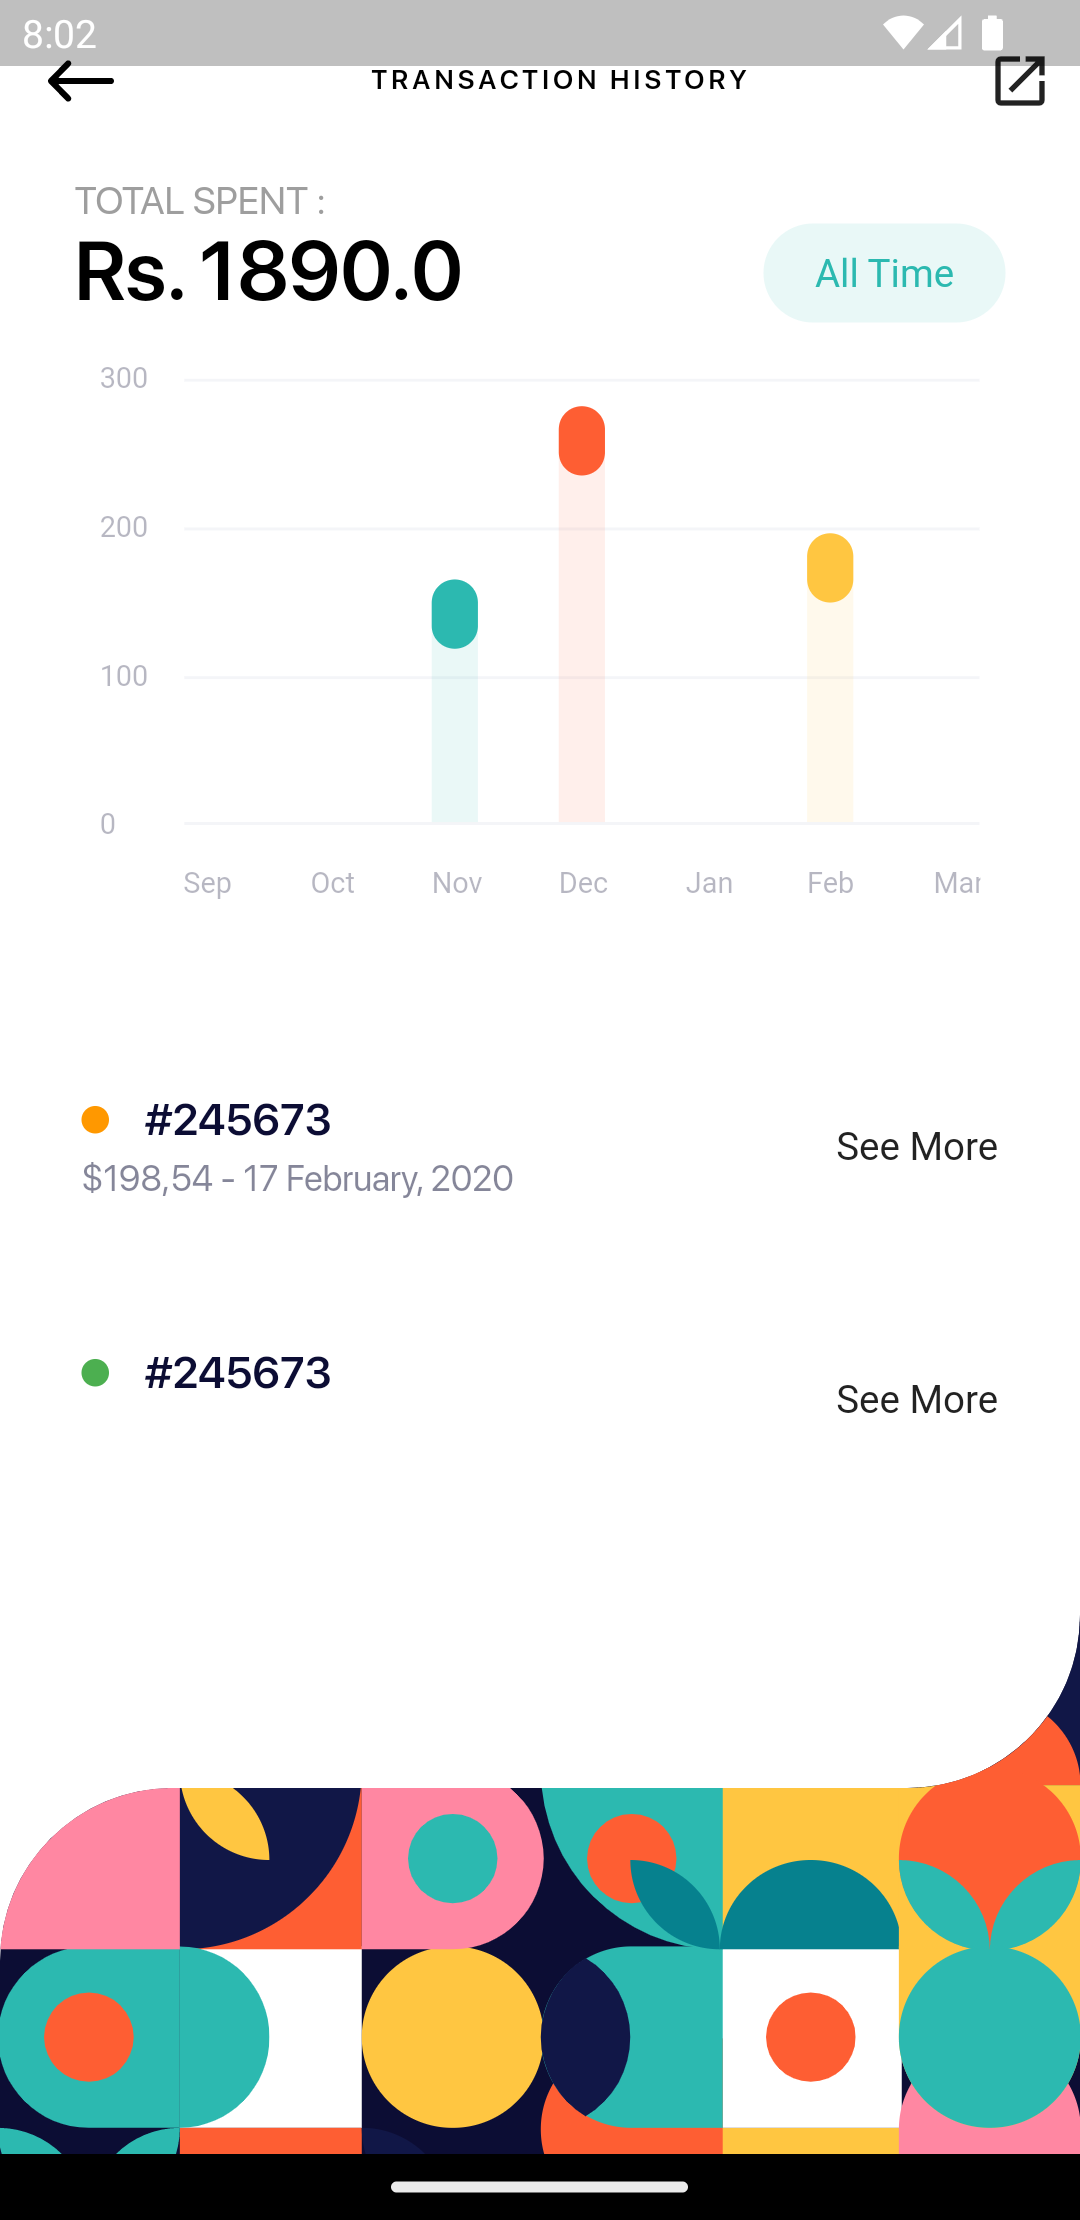 8:02
TRANSACTION HISTORY
TOTAL SPENT :
Rs. 1890.0
All Time
300
200
100
0
Sep Oct Nov Dec Jan Feb Mar
#245673
See More
$198,54 - 17 February, 2020
#245673
See More